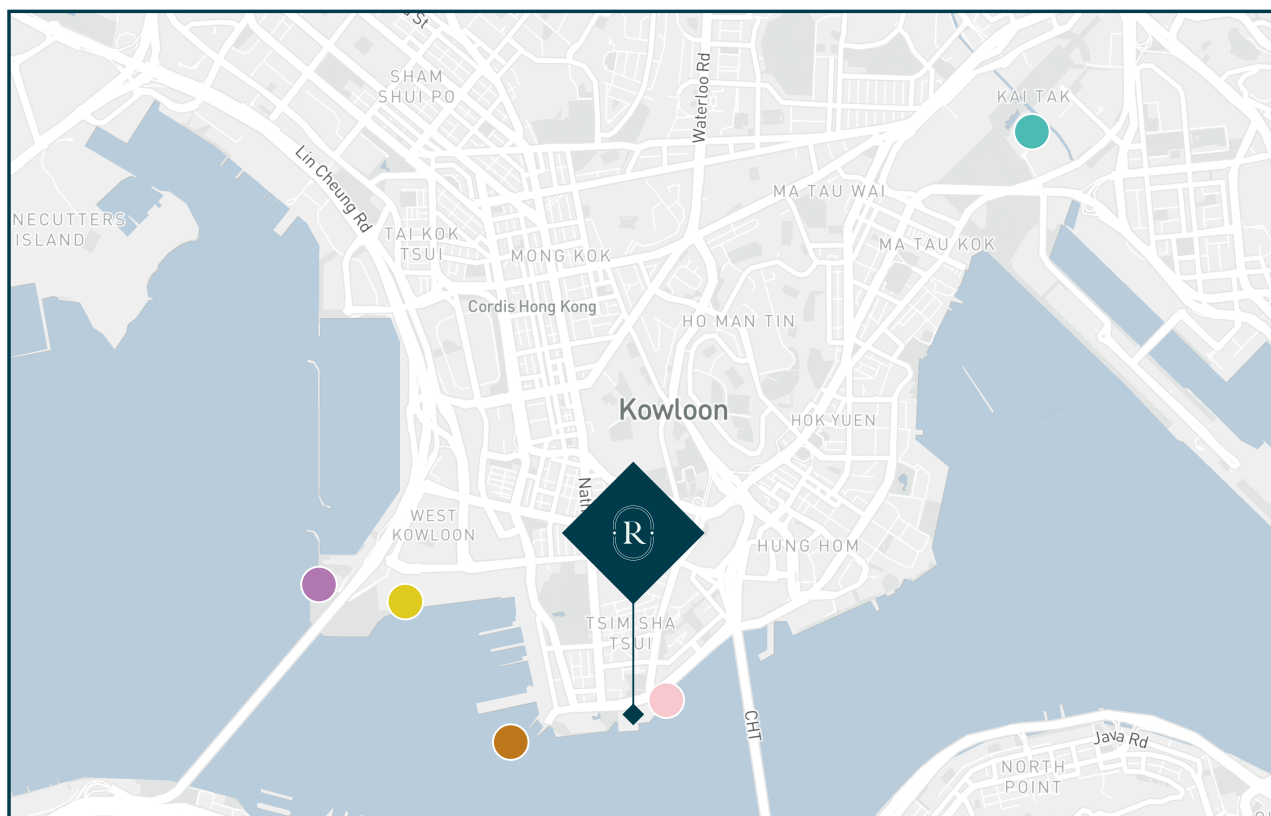 St
SHAM
SHUI PO
Waterloo Rd
KAI TAK
Lin Cheung Rd
MA TAU WAI
NECUTTERS
ISLAND
TAI KOK
TSUI
MONG KOK
MA TAU KOK
Cordis Hong Kong
HO MAN TIN
Kowloon
HOK YUEN
Nath
WEST
KOWLOON
R
HUNG HOM
TSIM SHA
TSUI
CHT
Java Rd
NORTH
POINT